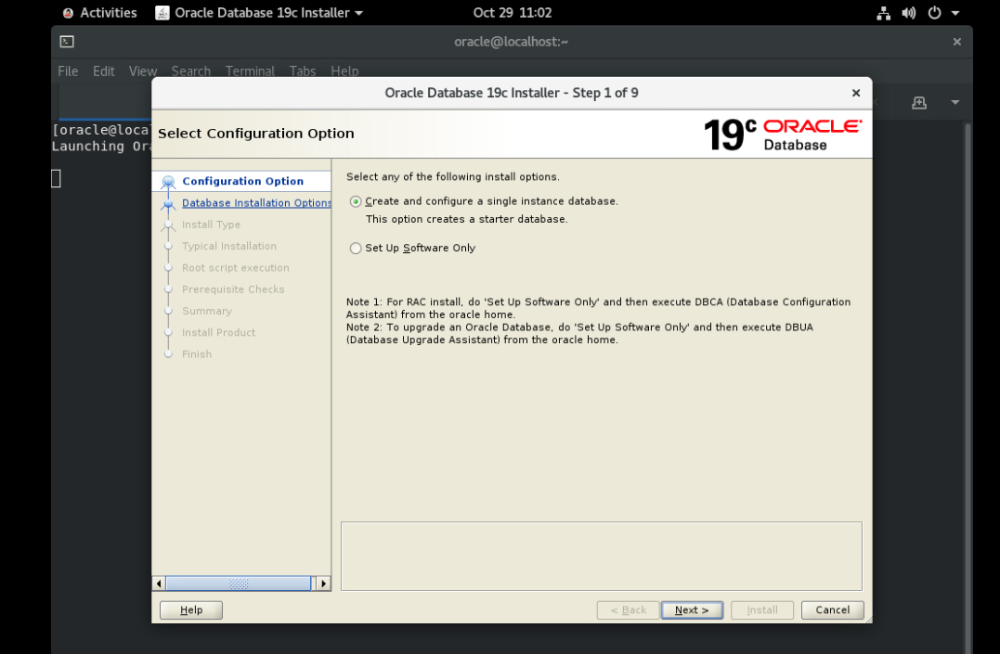 Activities
Oracle Database 19c Installer
Oct 29 11:02
oracle@localhost:~
File Edit View Search Terminal Tabs Help
Oracle Database 19c Installer - Step 1 of 9
[oracle@loca
Launching Ora
Select Configuration Option
19c ORACLE
Database
Configuration Option
Database Installation Options
Install Type
Typical Installation
Root script execution
Prerequisite Checks
Summary
Install Product
Finish
Select any of the following install options.
Create and configure a single instance database.
This option creates a starter database.
Set Up Software Only
Note 1: For RAC install, do 'Set Up Software Only' and then execute DBCA (Database Configuration
Assistant) from the oracle home.
Note 2: To upgrade an Oracle Database, do 'Set Up Software Only' and then execute DBUA
(Database Upgrade Assistant) from the oracle home.
Help
< Back
Next >
Install
Cancel